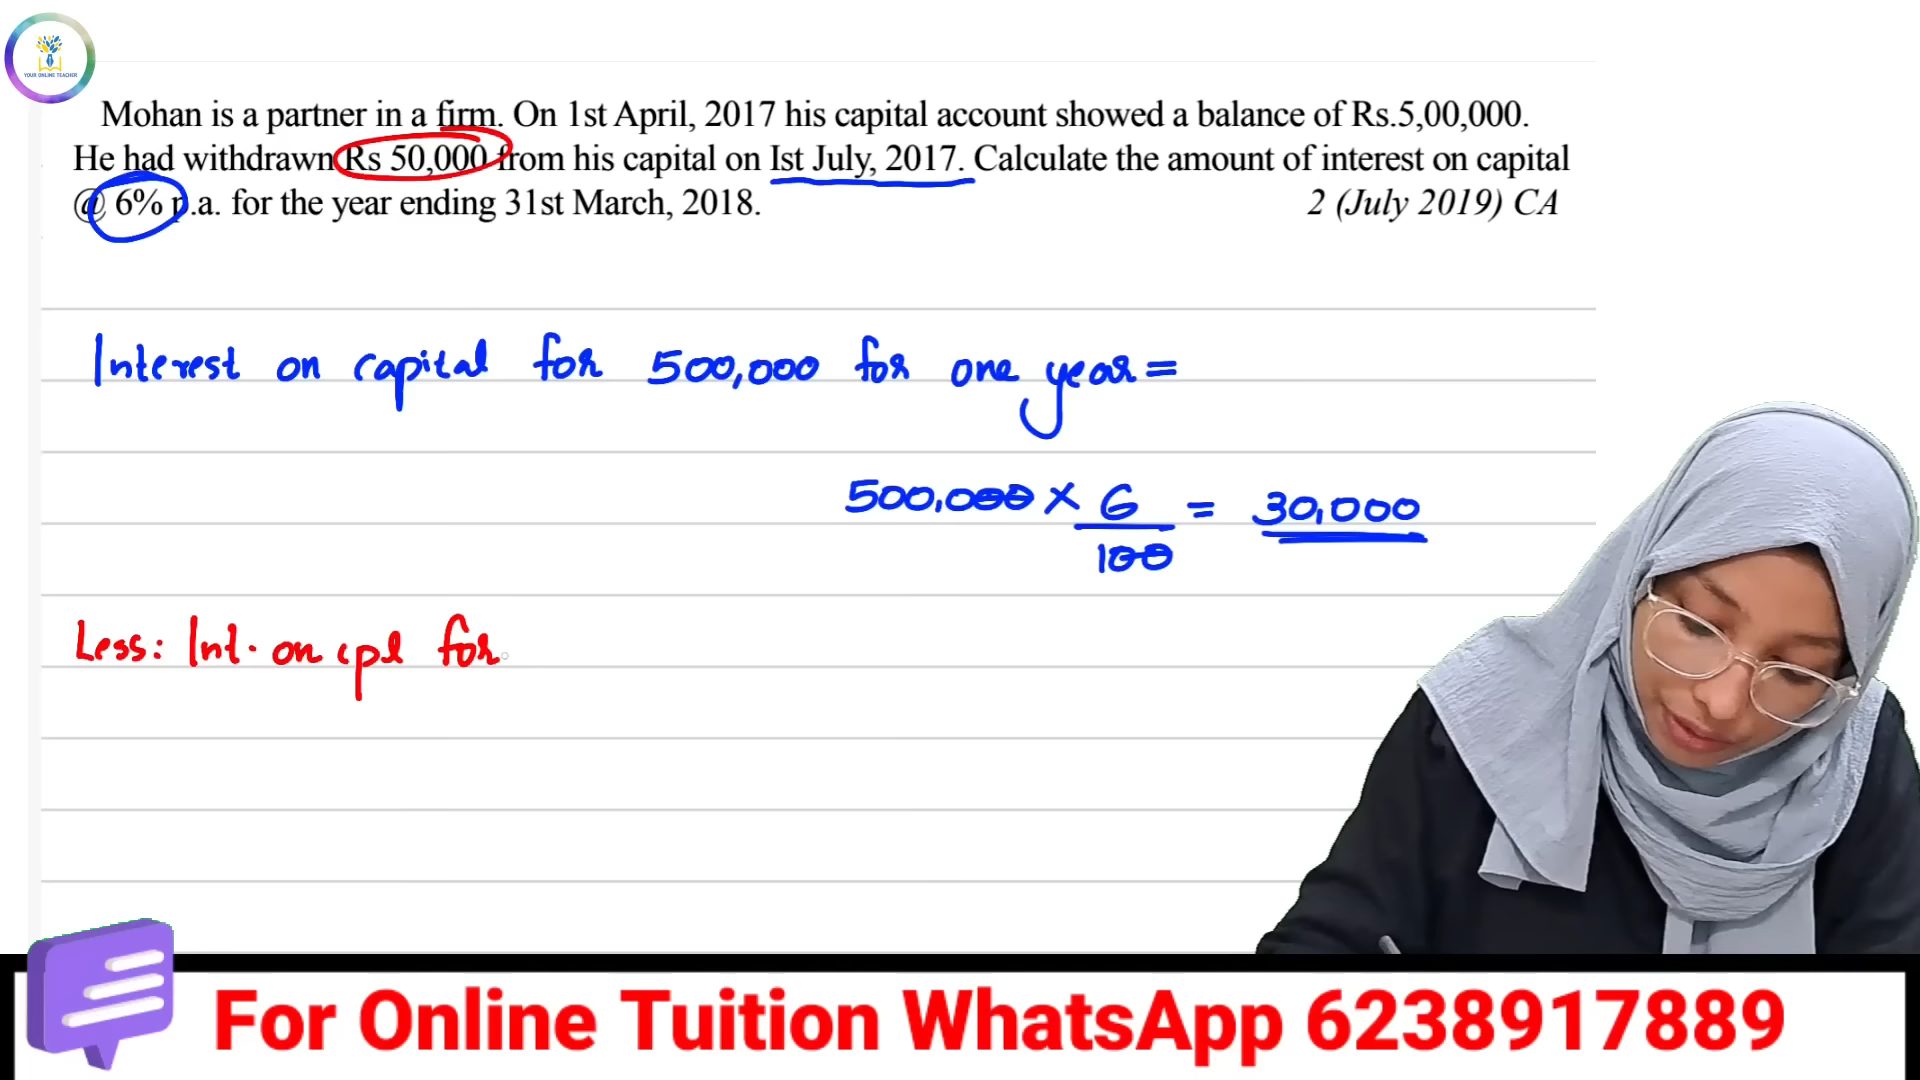 YOUR ONLINE TEACHER
Mohan is a partner in a firm. On 1st April, 2017 his capital account showed a balance of Rs.5,00,000.
He had withdrawn Rs 50,000 from his capital on Ist July, 2017. Calculate the amount of interest on capital
@ 6% p.a. for the year ending 31st March, 2018. 2 (July 2019) CA
Interest on capital for 500,000 for one year =
500,000 × 6 = 30,000
100
Less: Int. on cpl for
For Online Tuition WhatsApp 6238917889